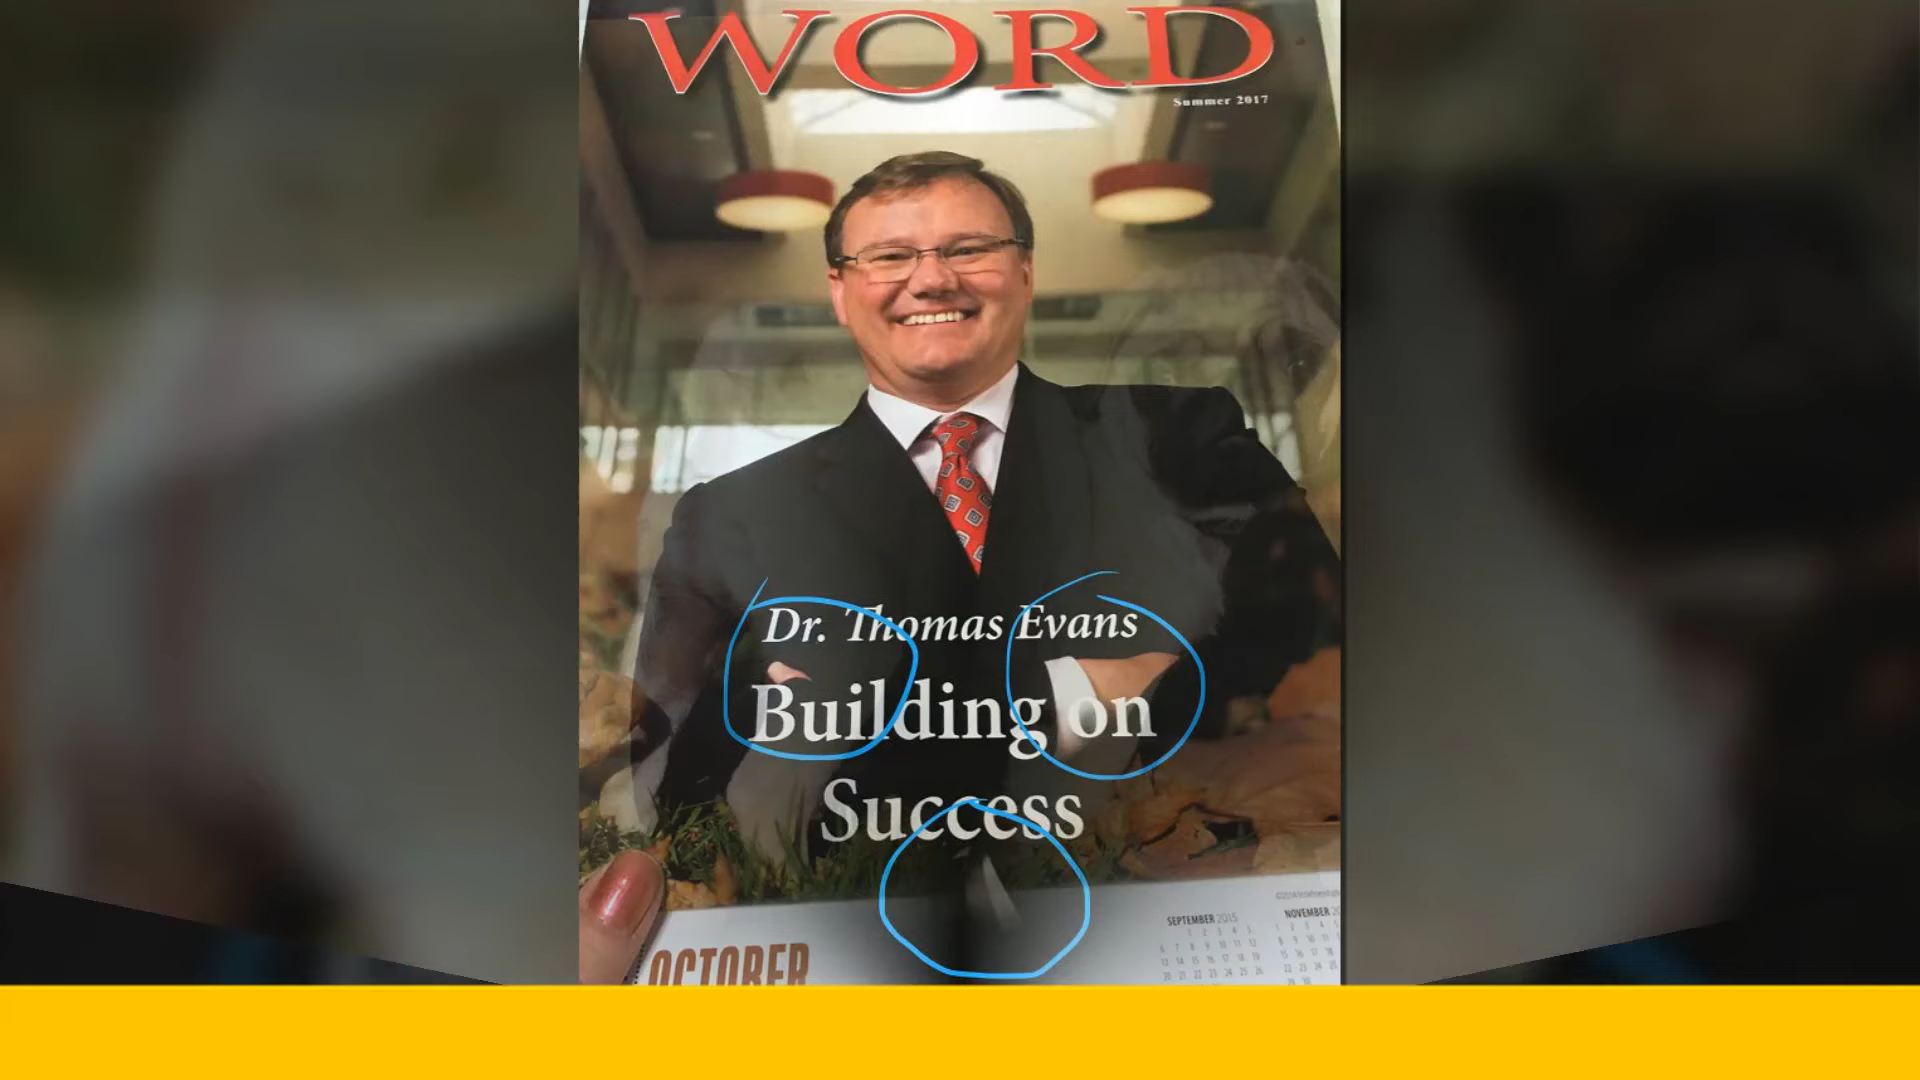 WORD
Summer 2017
Dr. Thomas Evans
Building on
Success
SEPTEMBER 2015
NOVEMBER
OCTOBER